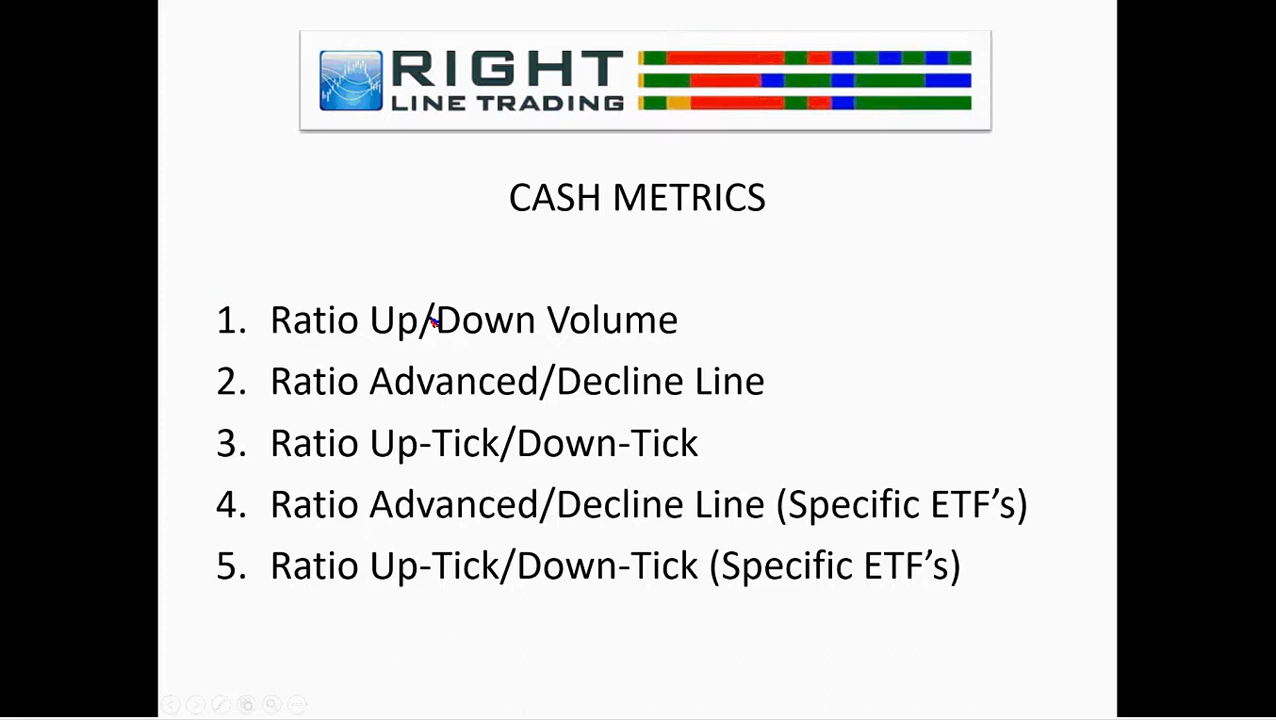 RIGHT
LINE TRADING
CASH METRICS
1. Ratio Up/Down Volume
2. Ratio Advanced/Decline Line
3. Ratio Up-Tick/Down-Tick
4. Ratio Advanced/Decline Line (Specific ETF’s)
5. Ratio Up-Tick/Down-Tick (Specific ETF’s)